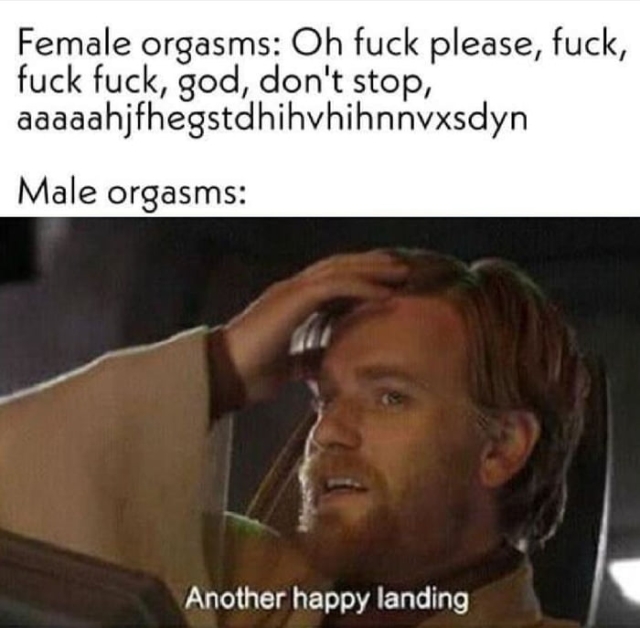 Female orgasms: Oh fuck please, fuck,
fuck fuck, god, don't stop,
aaaaahjfhegstdhihvhihnnvxsdyn
Male orgasms:
Another happy landing